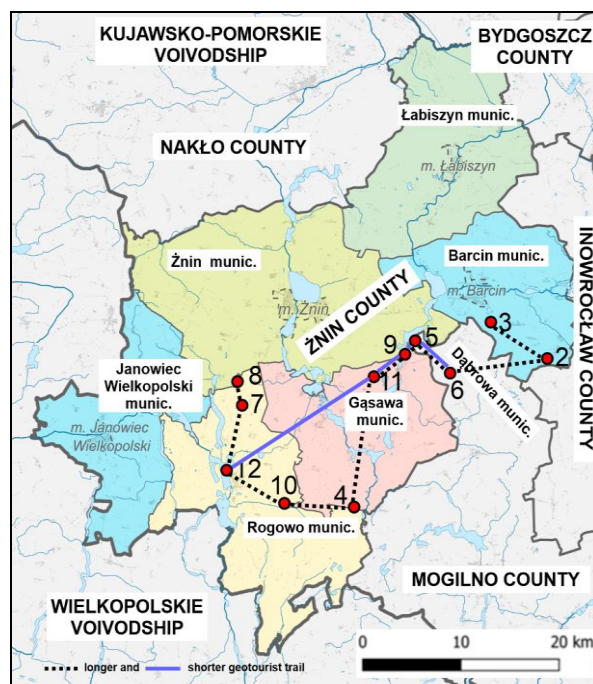 KUJAWSKO-POMORSKIE
VOIVODSHIP
BYDGOSZCZ
COUNTY
Łabiszyn munic.
NAKŁO COUNTY
m. Łabiszyn
INOWROCŁAW COUNTY
Żnin munic.
Barcin munic.
m. Barcin
m. Żnin
ŻNIN COUNTY
3
5
9
2
Dąbrowa munic.
Janowiec
Wielkopolski
munic.
8
6
11
7
Gąsawa
munic.
m. Janowiec
Wielkopolski
12
10
4
Rogowo munic.
MOGILNO COUNTY
WIELKOPOLSKIE
VOIVODSHIP
0 10 20 km
longer and shorter geotourist trail